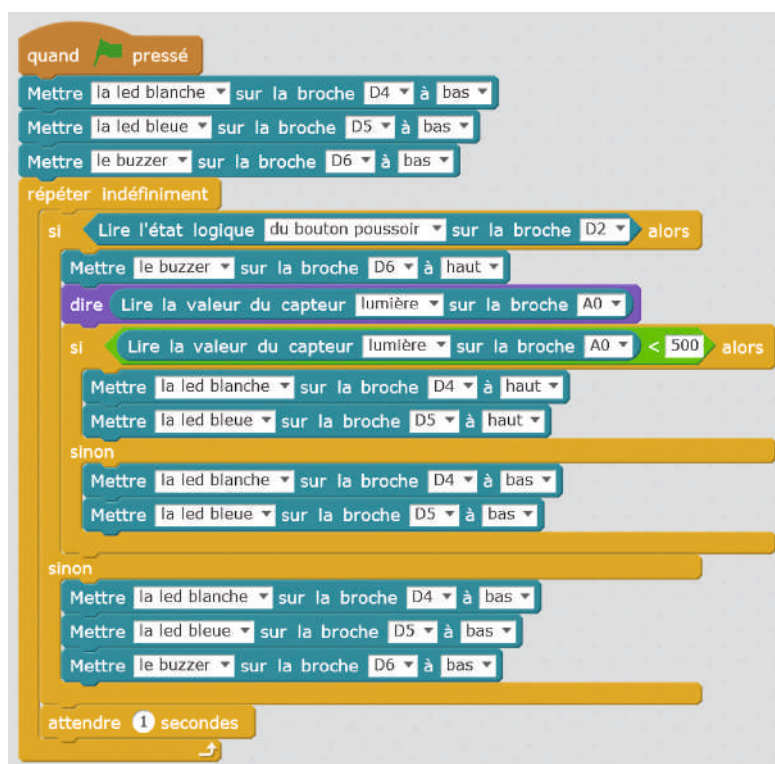 quand pressé
Mettre la led blanche sur la broche D4 à bas
Mettre la led bleue sur la broche D5 à bas
Mettre le buzzer sur la broche D6 à bas
répéter indéfiniment
si Lire l'état logique du bouton poussoir sur la broche D2 alors
Mettre le buzzer sur la broche D6 à haut
dire Lire la valeur du capteur lumière sur la broche A0
si Lire la valeur du capteur lumière sur la broche A0 < 500 alors
Mettre la led blanche sur la broche D4 à haut
Mettre la led bleue sur la broche D5 à haut
sinon
Mettre la led blanche sur la broche D4 à bas
Mettre la led bleue sur la broche D5 à bas
sinon
Mettre la led blanche sur la broche D4 à bas
Mettre la led bleue sur la broche D5 à bas
Mettre le buzzer sur la broche D6 à bas
attendre 1 secondes